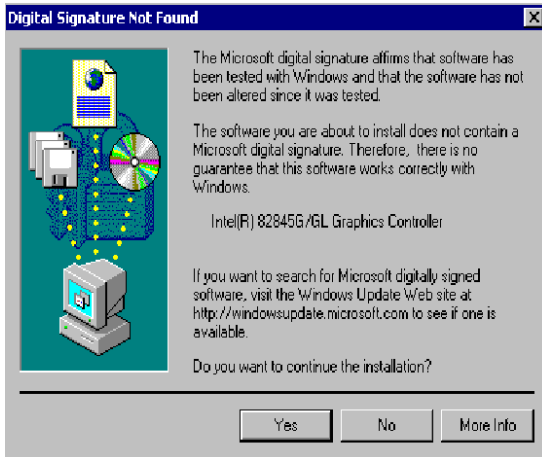 Digital Signature Not Found
The Microsoft digital signature affirms that software has
been tested with Windows and that the software has not
been altered since it was tested.
The software you are about to install does not contain a
Microsoft digital signature. Therefore, there is no
guarantee that this software works correctly with
Windows.
Intel(R) 82845G/GL Graphics Controller
If you want to search for Microsoft digitally signed
software, visit the Windows Update Web site at
http://windowsupdate.microsoft.com to see if one is
available.
Do you want to continue the installation?
Yes
No
More Info